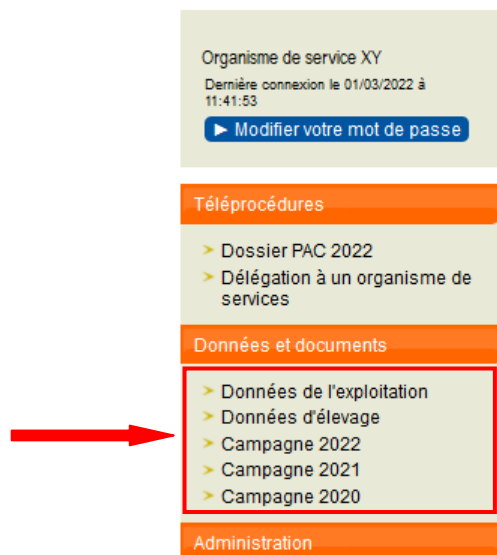 Organisme de service XY
Dernière connexion le 01/03/2022 à
11:41:53
► Modifier votre mot de passe
Téléprocédures
➤ Dossier PAC 2022
➤ Délégation à un organisme de
services
Données et documents
➤ Données de l'exploitation
➤ Données d'élevage
➤ Campagne 2022
➤ Campagne 2021
➤ Campagne 2020
Administration